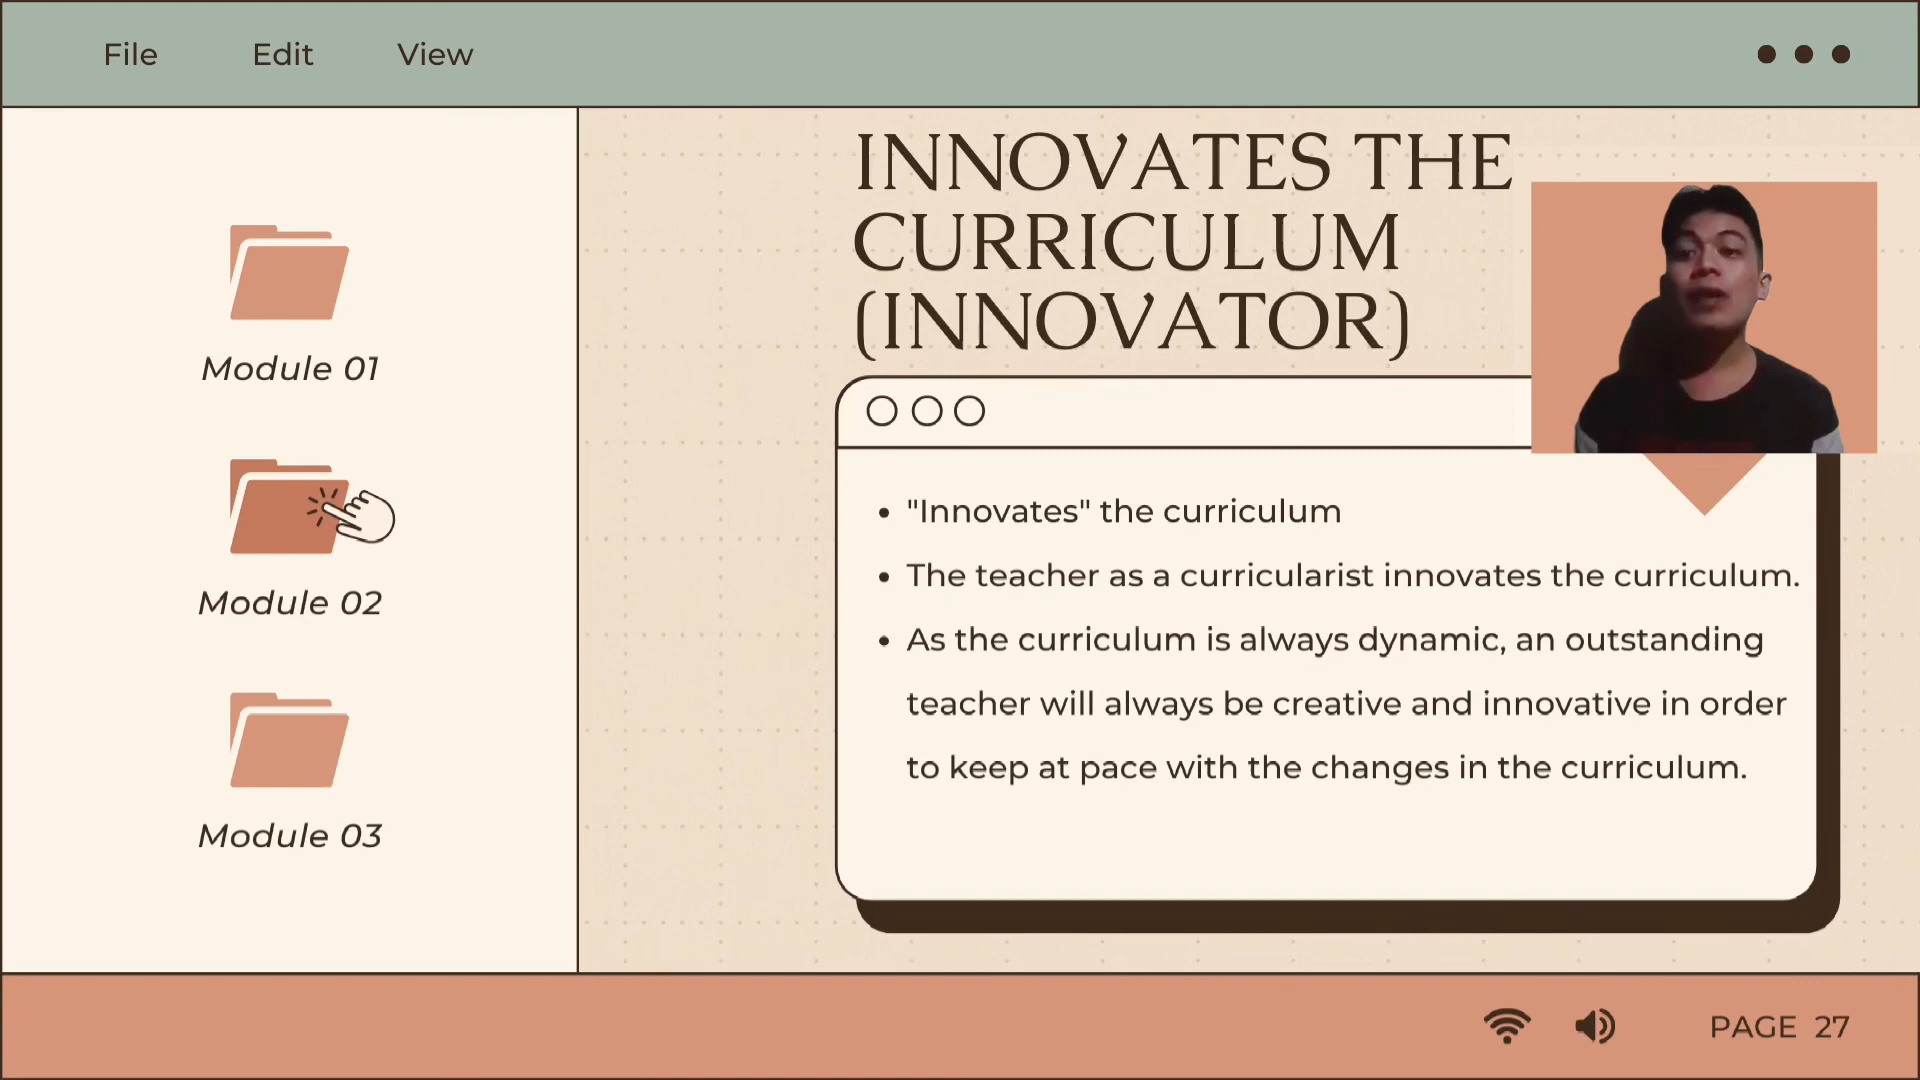 File Edit View
Module 01
Module 02
Module 03
INNOVATES THE
CURRICULUM
(INNOVATOR)
• "Innovates" the curriculum
• The teacher as a curricularist innovates the curriculum.
• As the curriculum is always dynamic, an outstanding
teacher will always be creative and innovative in order
to keep at pace with the changes in the curriculum.
PAGE 27